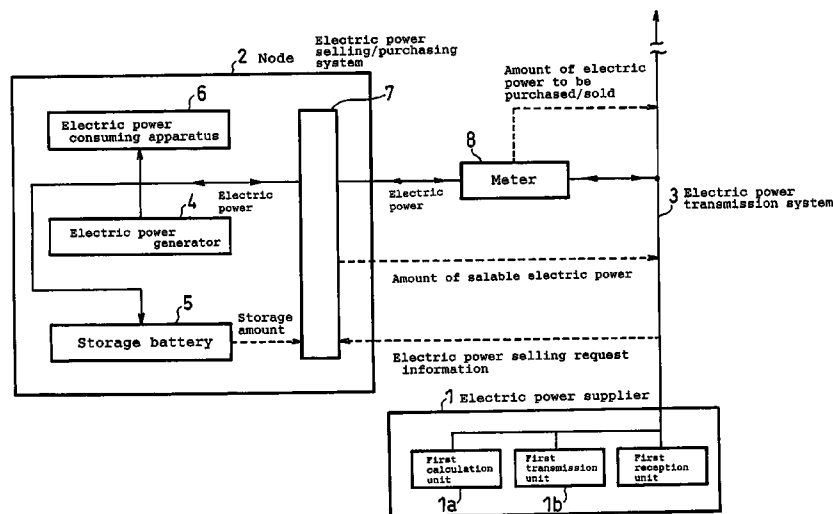 2 Node
Electric power
selling/purchasing
system
7
6
Electric power
consuming apparatus
Electric
power
4
Electric power
generator
5
Storage battery
Storage
amount
Amount of electric
power to be
purchased/sold
8
Meter
Electric
power
3 Electric power
transmission system
Amount of salable electric power
Electric power selling request
information
1 Electric power supplier
First
calculation
unit
1a
First
transmission
unit
1b
First
reception
unit